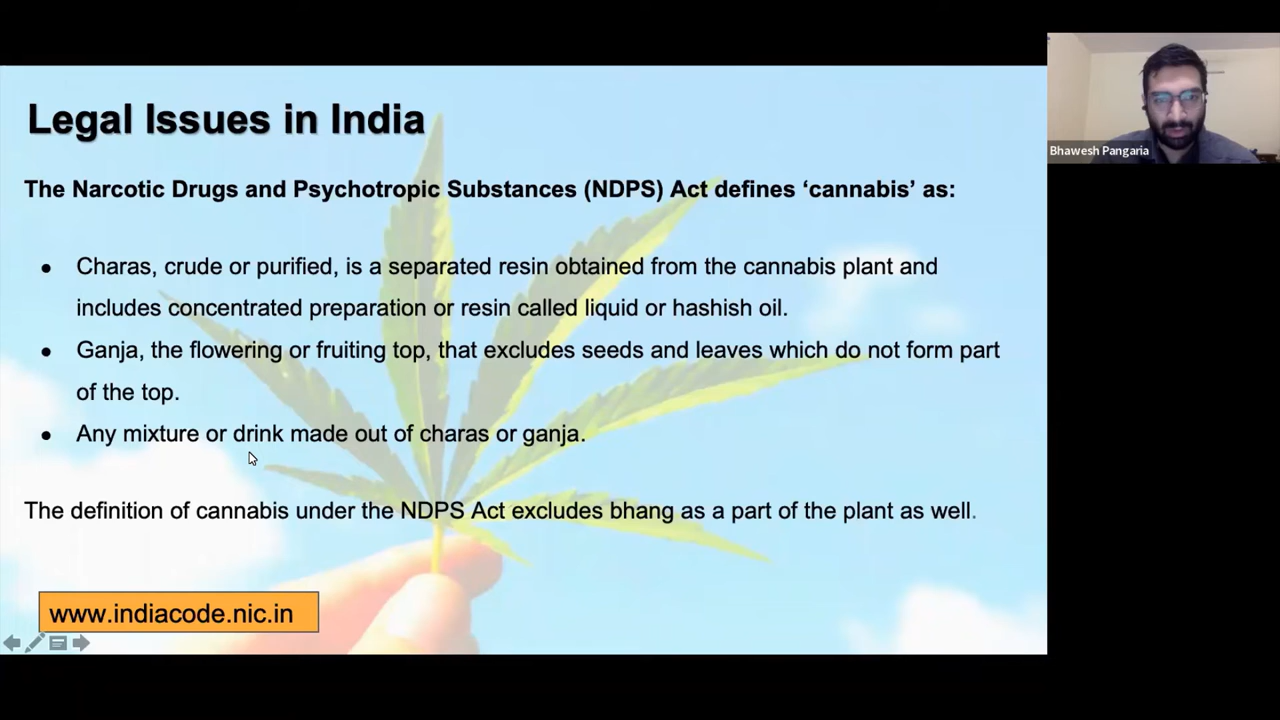 Legal Issues in India
Bhawesh Pangaria
The Narcotic Drugs and Psychotropic Substances (NDPS) Act defines ‘cannabis’ as:
● Charas, crude or purified, is a separated resin obtained from the cannabis plant and
includes concentrated preparation or resin called liquid or hashish oil.
● Ganja, the flowering or fruiting top, that excludes seeds and leaves which do not form part
of the top.
● Any mixture or drink made out of charas or ganja.
The definition of cannabis under the NDPS Act excludes bhang as a part of the plant as well.
www.indiacode.nic.in